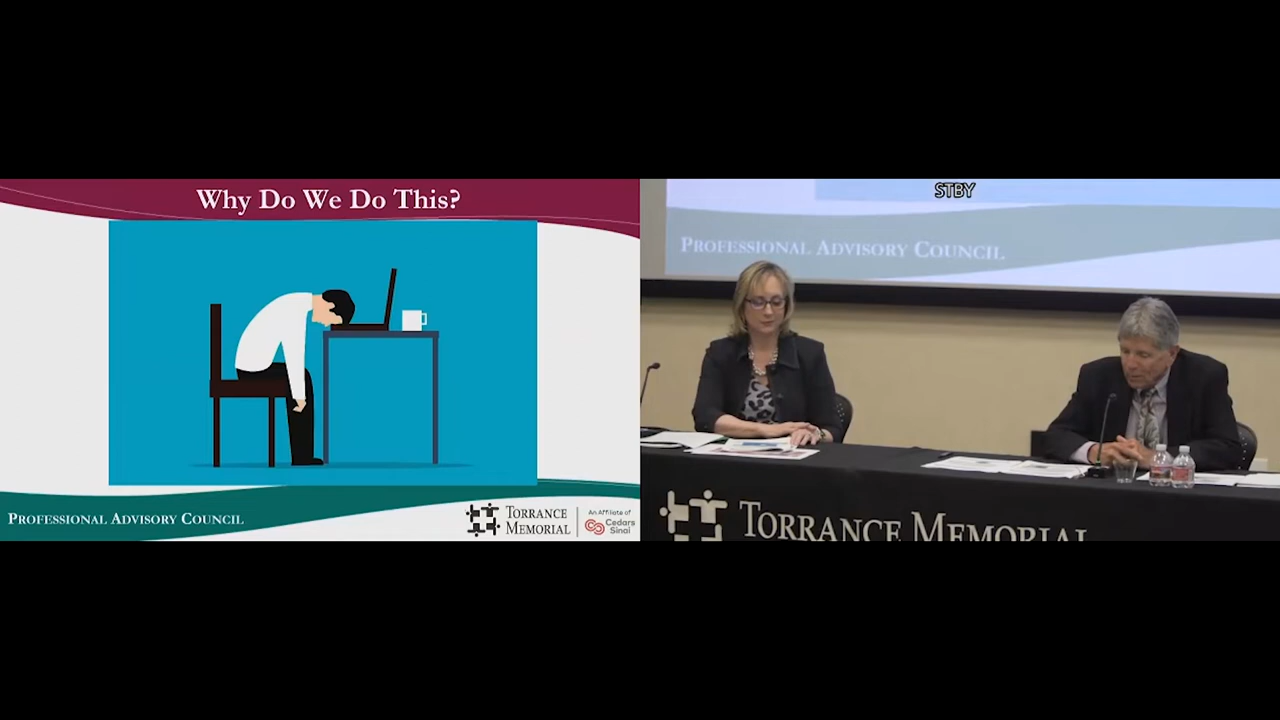 Why Do We Do This?
PROFESSIONAL ADVISORY COUNCIL
TORRANCE
MEMORIAL
An Affiliate of
Cedars
Sinai
STBY
PROFESSIONAL ADVISORY COUNCIL
TORRANCE MEMORIAL